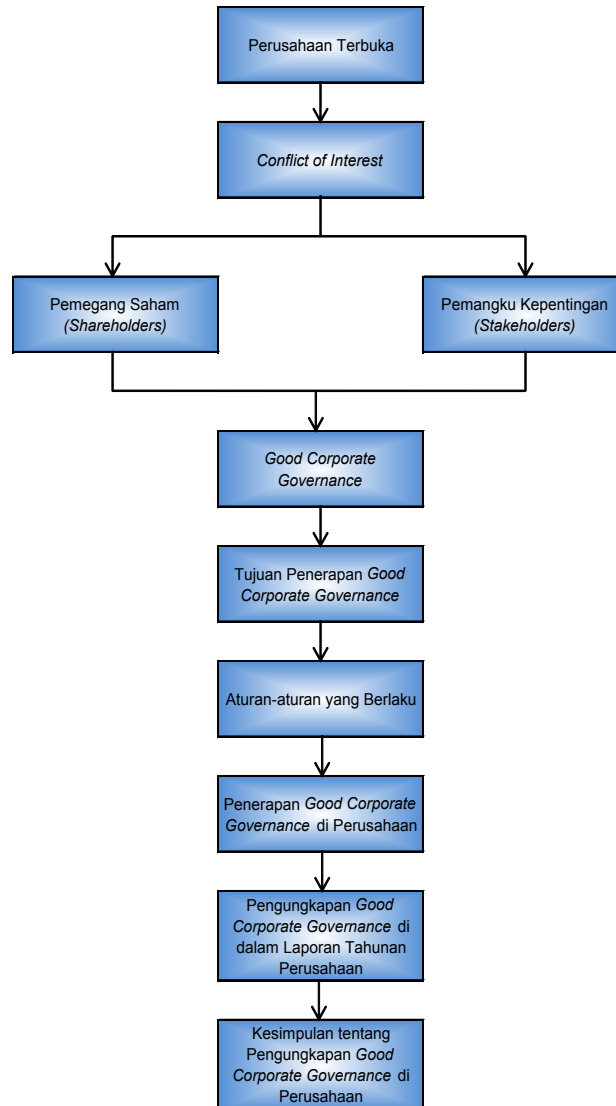 Perusahaan Terbuka
Conflict of Interest
Pemegang Saham
(Shareholders)
Pemangku Kepentingan
(Stakeholders)
Good Corporate
Governance
Tujuan Penerapan Good
Corporate Governance
Aturan-aturan yang Berlaku
Penerapan Good Corporate
Governance di Perusahaan
Pengungkapan Good
Corporate Governance di
dalam Laporan Tahunan
Perusahaan
Kesimpulan tentang
Pengungkapan Good
Corporate Governance di
Perusahaan